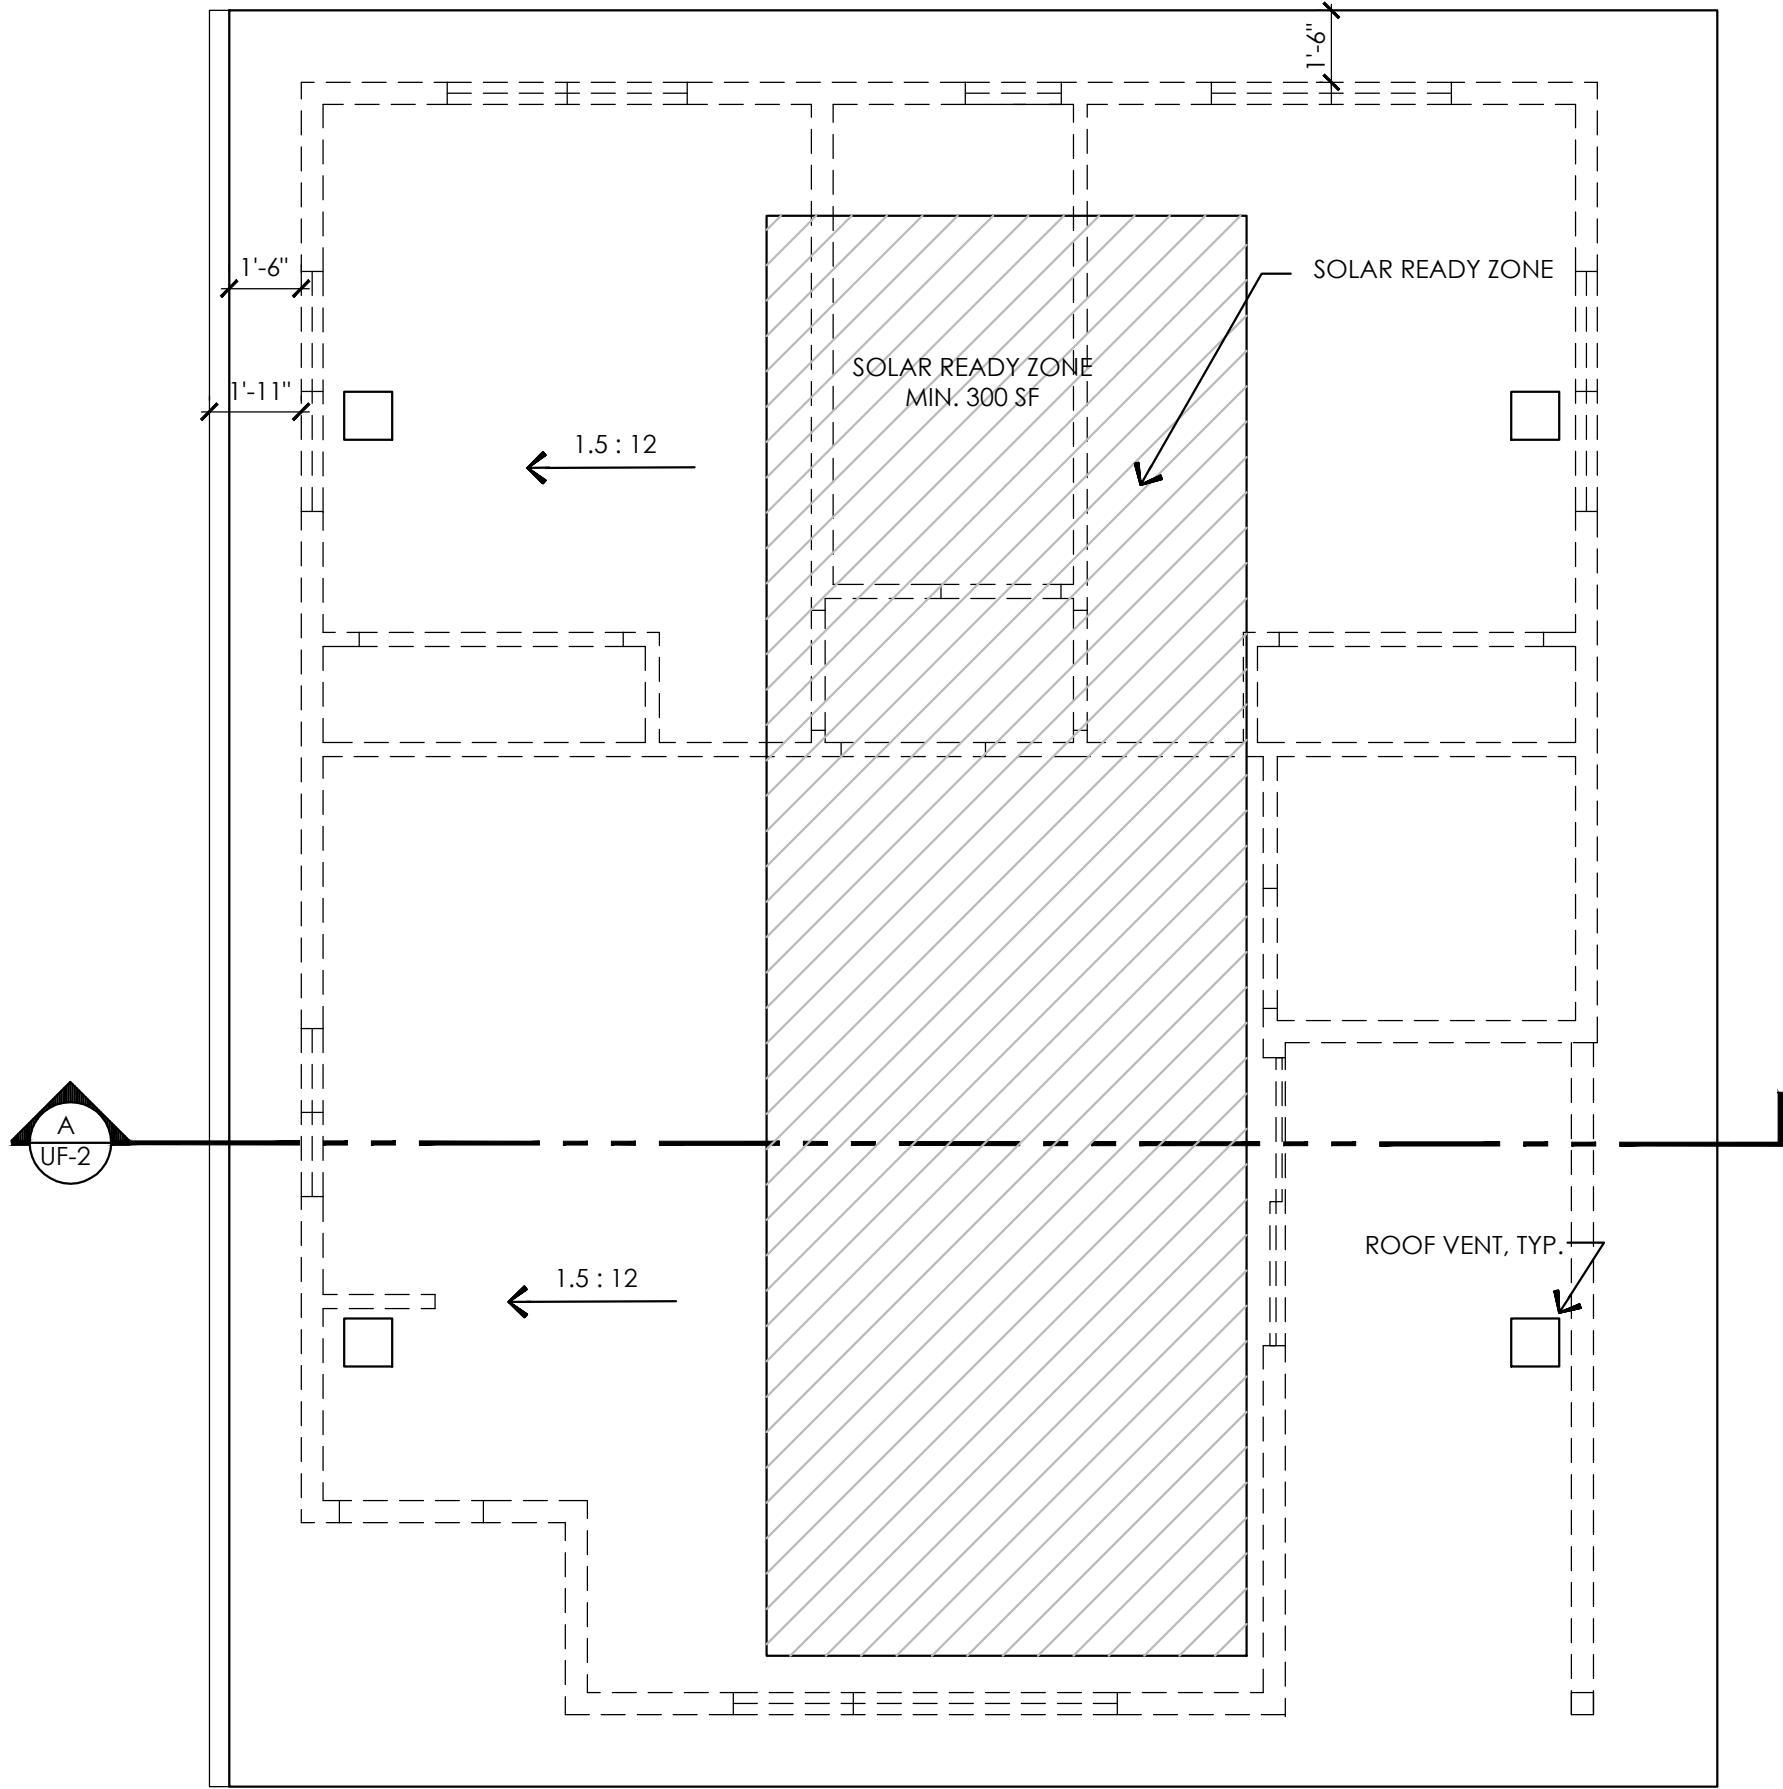 1'-6"
1'-6"
SOLAR READY ZONE
SOLAR READY ZONE
MIN. 300 SF
1'-11"
1.5 : 12
A
UF-2
ROOF VENT, TYP.
1.5 : 12